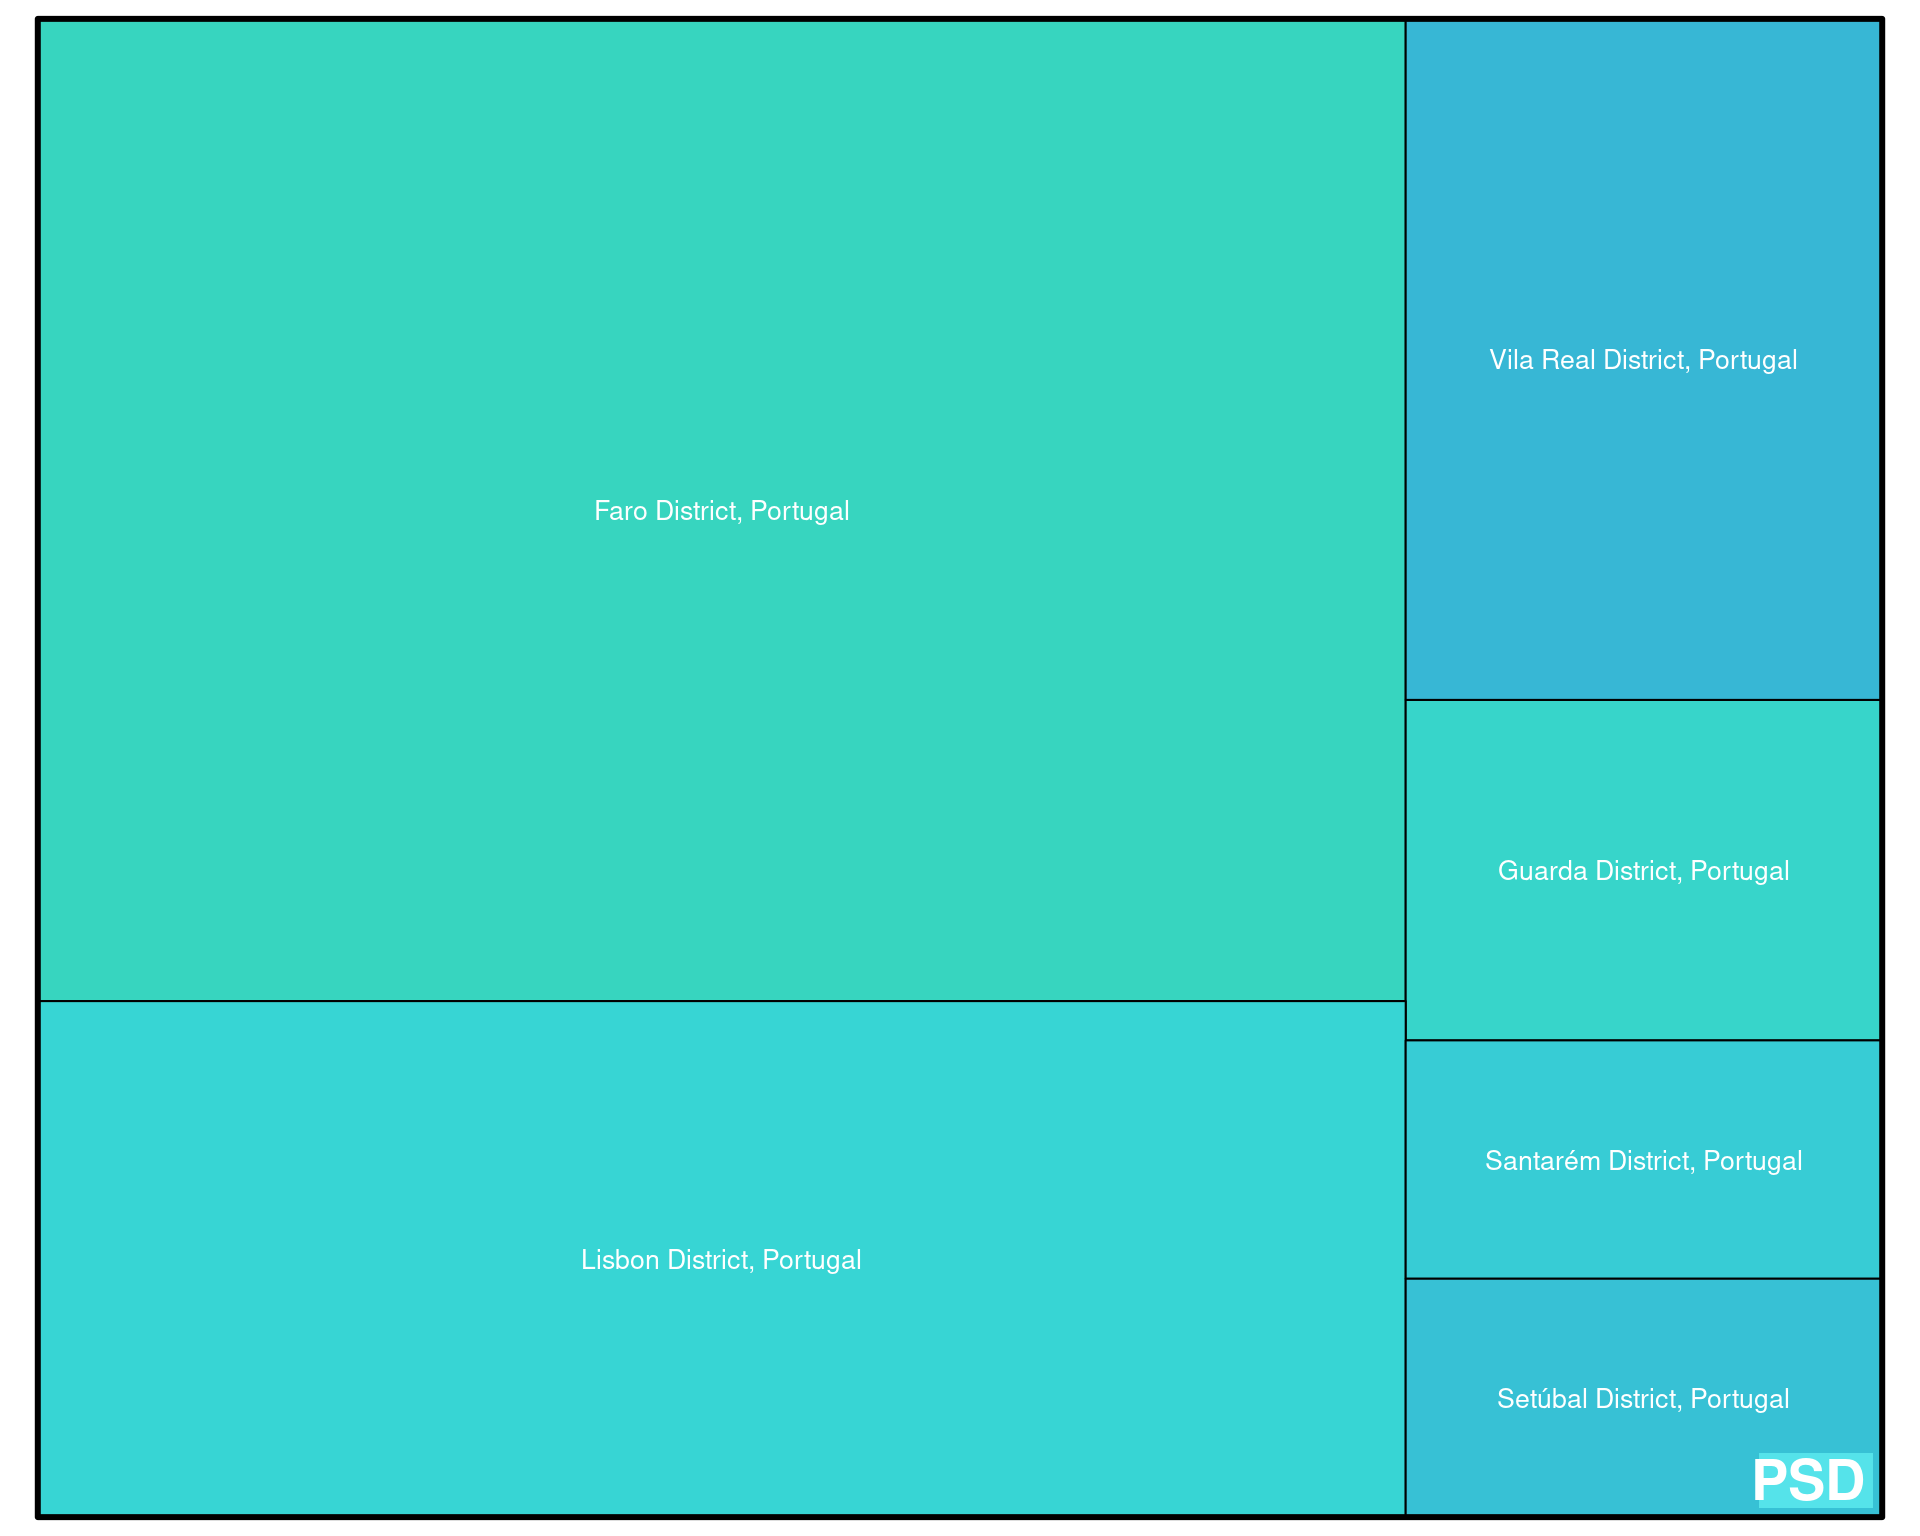 Faro District, Portugal
Lisbon District, Portugal
Vila Real District, Portugal
Guarda District, Portugal
Santarém District, Portugal
Setúbal District, Portugal
PSD